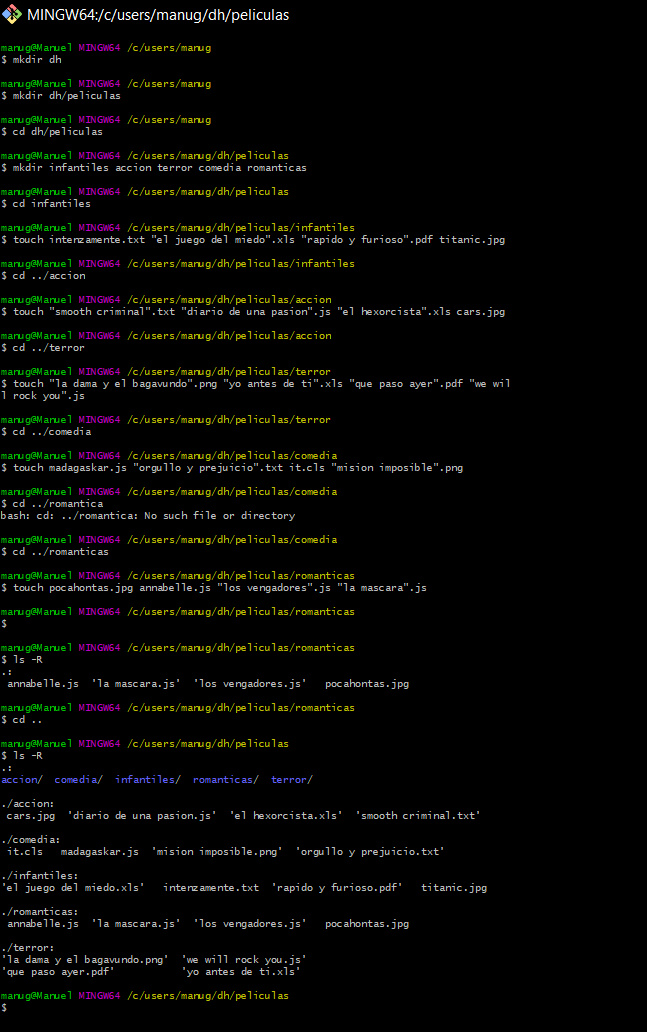 MINGW64:/c/users/manug/dh/peliculas
manug@Manuel MINGW64 /c/users/manug
$ mkdir dh
manug@Manuel MINGW64 /c/users/manug
$ mkdir dh/peliculas
manug@Manuel MINGW64 /c/users/manug
$ cd dh/peliculas
manug@Manuel MINGW64 /c/users/manug/dh/peliculas
$ mkdir infantiles accion terror comedia romanticas
manug@Manuel MINGW64 /c/users/manug/dh/peliculas
$ cd infantiles
manug@Manuel MINGW64 /c/users/manug/dh/peliculas/infantiles
$ touch intenzamente.txt "el juego del miedo".xls "rapido y furioso".pdf titanic.jpg
manug@Manuel MINGW64 /c/users/manug/dh/peliculas/infantiles
$ cd ../accion
manug@Manuel MINGW64 /c/users/manug/dh/peliculas/accion
$ touch "smooth criminal".txt "diario de una pasion".js "el hexorcista".xls cars.jpg
manug@Manuel MINGW64 /c/users/manug/dh/peliculas/accion
$ cd ../terror
manug@Manuel MINGW64 /c/users/manug/dh/peliculas/terror
$ touch "la dama y el bagavundo".png "yo antes de ti".xls "que paso ayer".pdf "we wil
l rock you".js
manug@Manuel MINGW64 /c/users/manug/dh/peliculas/terror
$ cd ../comedia
manug@Manuel MINGW64 /c/users/manug/dh/peliculas/comedia
$ touch madagaskar.js "orgullo y prejuicio".txt it.cls "mision imposible".png
manug@Manuel MINGW64 /c/users/manug/dh/peliculas/comedia
$ cd ../romantica
bash: cd: ../romantica: No such file or directory
manug@Manuel MINGW64 /c/users/manug/dh/peliculas/comedia
$ cd ../romanticas
manug@Manuel MINGW64 /c/users/manug/dh/peliculas/romanticas
$ touch pocahontas.jpg annabelle.js "los vengadores".js "la mascara".js
manug@Manuel MINGW64 /c/users/manug/dh/peliculas/romanticas
$
manug@Manuel MINGW64 /c/users/manug/dh/peliculas/romanticas
$ ls -R
.:
annabelle.js 'la mascara.js' 'los vengadores.js' pocahontas.jpg
manug@Manuel MINGW64 /c/users/manug/dh/peliculas/romanticas
$ cd ..
manug@Manuel MINGW64 /c/users/manug/dh/peliculas
$ ls -R
.:
accion/ comedia/ infantiles/ romanticas/ terror/
./accion:
cars.jpg 'diario de una pasion.js' 'el hexorcista.xls' 'smooth criminal.txt'
./comedia:
it.cls madagaskar.js 'mision imposible.png' 'orgullo y prejuicio.txt'
./infantiles:
'el juego del miedo.xls' intenzamente.txt 'rapido y furioso.pdf' titanic.jpg
./romanticas:
annabelle.js 'la mascara.js' 'los vengadores.js' pocahontas.jpg
./terror:
'la dama y el bagavundo.png' 'we will rock you.js'
'que paso ayer.pdf' 'yo antes de ti.xls'
manug@Manuel MINGW64 /c/users/manug/dh/peliculas
$